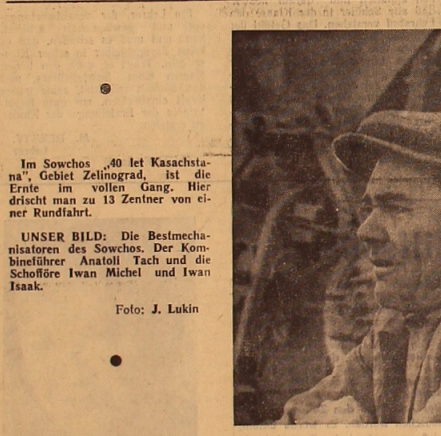 Im Sowchos „40 let Kasachsta-
na", Gebiet Zelinograd, ist die
Ernte im vollen Gang. Hier
drischt man zu 13 Zentner von ei-
ner Rundfahrt.
UNSER BILD: Die Bestmecha-
nisatoren des Sowchos. Der Kom-
bineführer Anatoli Tach und die
Schofföre Iwan Michel und Iwan
Isaak.
Foto: J. Lukin